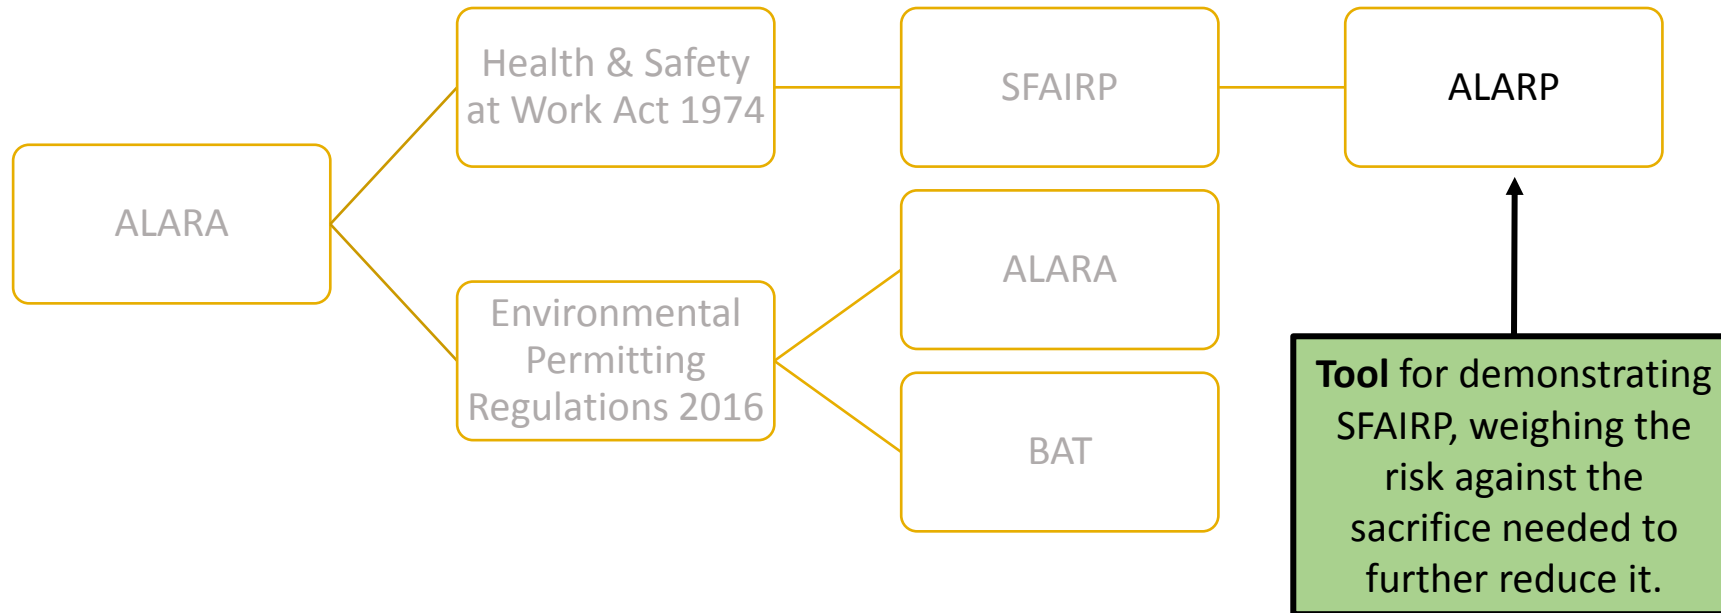 Health & Safety
at Work Act 1974
SFAIRP
ALARP
ALARA
ALARA
Environmental
Permitting
Regulations 2016
BAT
Tool for demonstrating
SFAIRP, weighing the
risk against the
sacrifice needed to
further reduce it.